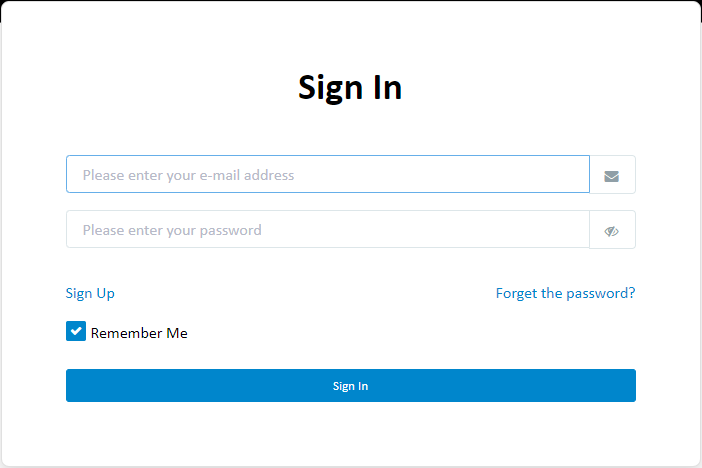 Sign In
Please enter your e-mail address
Please enter your password
Sign Up
Forget the password?
Remember Me
Sign In